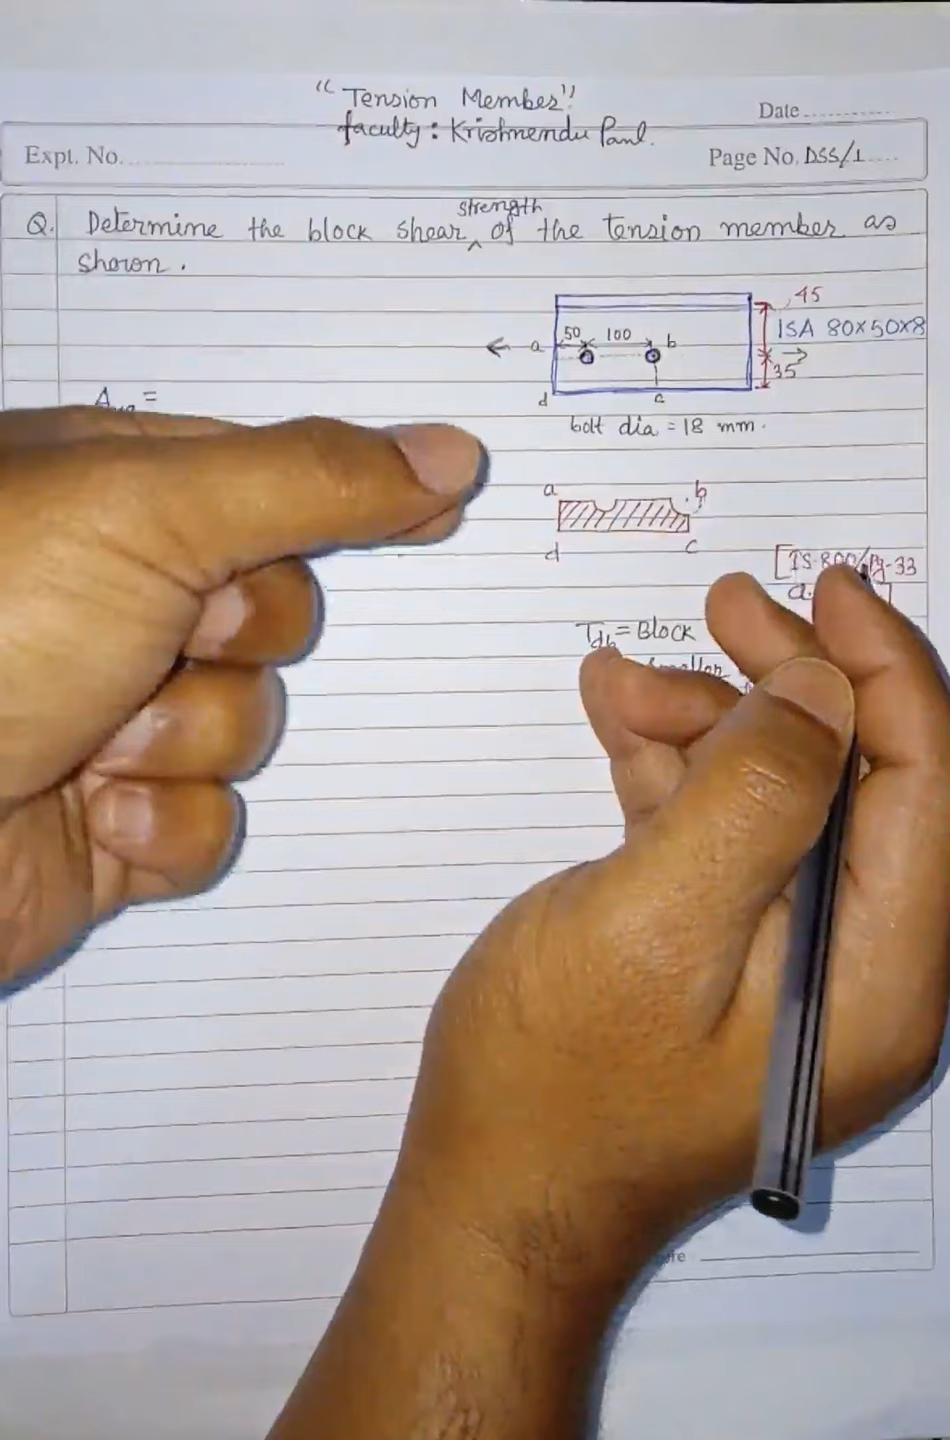 "Tension Member"
faculty: Krishnendu Paul.
Date
Expt. No.
Page No. DSS/1
strength
Q. Determine the block shear ^ of the tension member as
shown.
45
50 100
ISA 80x50x8
a b
35
d c
bolt dia = 18 mm.
a b
d c
[IS-800/Pg-33
Tdb = Block
smaller